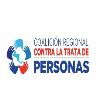 COALICIÓN REGIONAL
CONTRA LA TRATA DE
PERSONAS